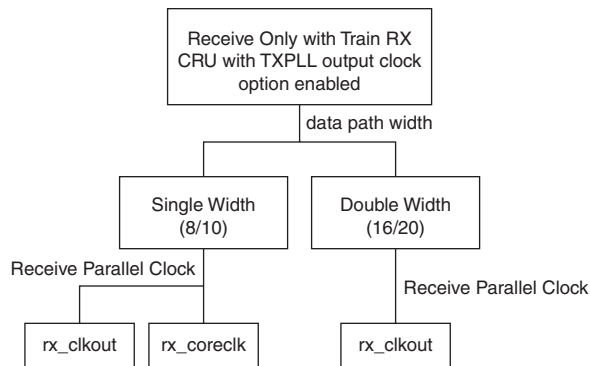 Receive Only with Train RX
CRU with TXPLL output clock
option enabled
data path width
Single Width
(8/10)
Double Width
(16/20)
Receive Parallel Clock
Receive Parallel Clock
rx_clkout
rx_coreclk
rx_clkout